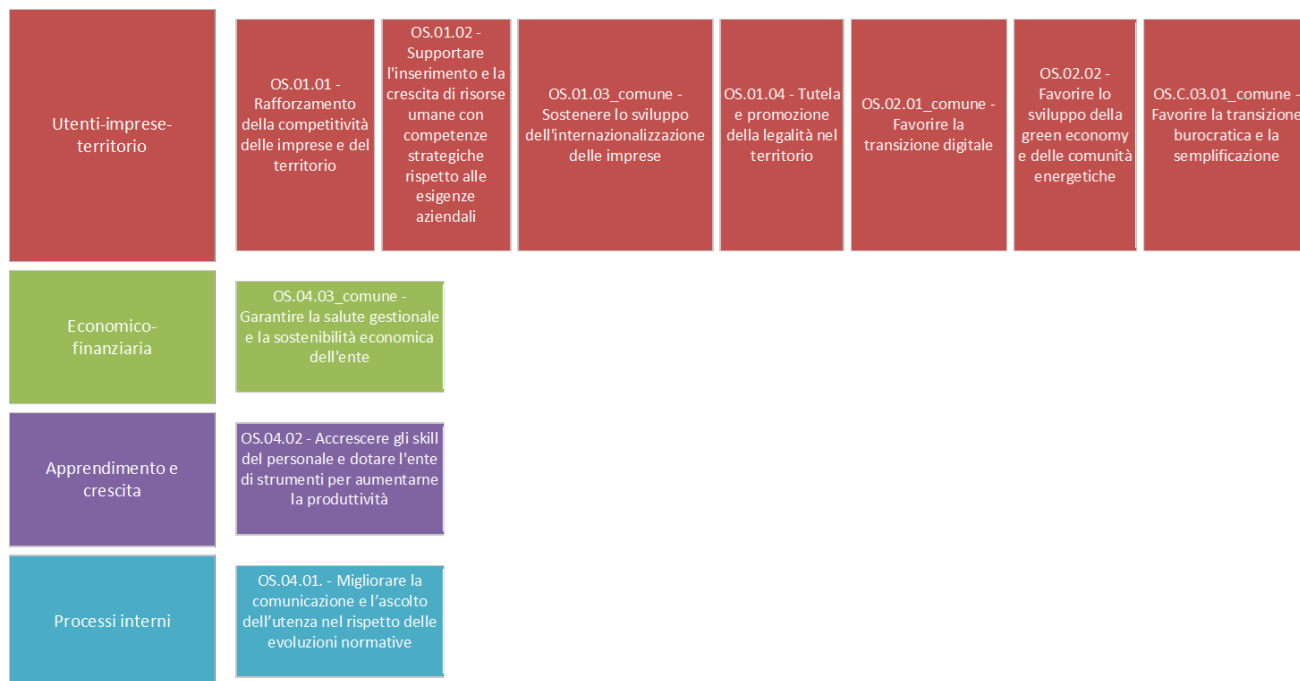 Utenti-imprese-
territorio
OS.01.01 -
Rafforzamento
della competitività
delle imprese e del
territorio
OS.01.02 -
Supportare
l'inserimento e la
crescita di risorse
umane con
competenze
strategiche
rispetto alle
esigenze
aziendali
OS.01.03_comune -
Sostenere lo sviluppo
dell'internazionalizzazione
delle imprese
OS.01.04 - Tutela
e promozione
della legalità nel
territorio
OS.02.01_comune -
Favorire la
transizione digitale
OS.02.02 -
Favorire lo
sviluppo della
green economy
e delle comunità
energetiche
OS.C.03.01_comune -
Favorire la transizione
burocratica e la
semplificazione
Economico-
finanziaria
OS.04.03_comune -
Garantire la salute gestionale
e la sostenibilità economica
dell'ente
Apprendimento e
crescita
OS.04.02 - Accrescere gli skill
del personale e dotare l'ente
di strumenti per aumentarne
la produttività
Processi interni
OS.04.01. - Migliorare la
comunicazione e l’ascolto
dell’utenza nel rispetto delle
evoluzioni normative